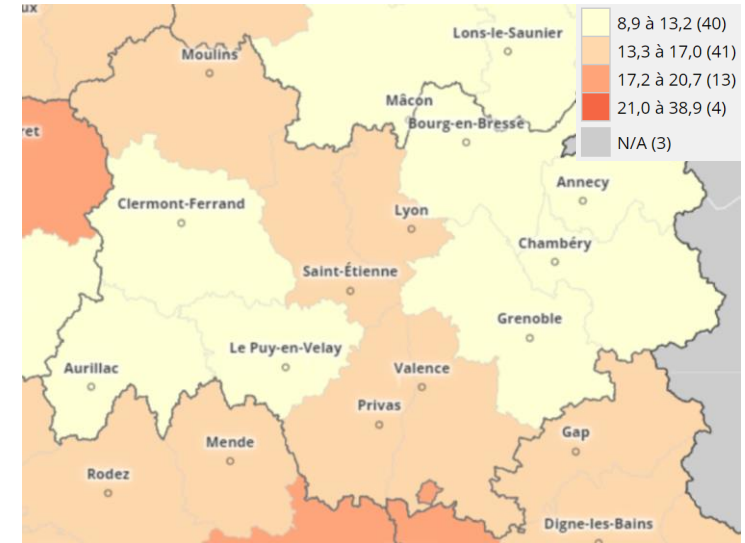 ux
Lons-le-Saunier
8,9 à 13,2 (40)
13,3 à 17,0 (41)
17,2 à 20,7 (13)
21,0 à 38,9 (4)
N/A (3)
Moulins
Mâcon
Bourg-en-Bresse
ret
Annecy
Clermont-Ferrand
Lyon
Chambéry
Saint-Étienne
Grenoble
Le Puy-en-Velay
Aurillac
Valence
Privas
Gap
Mende
Rodez
Digne-les-Bains